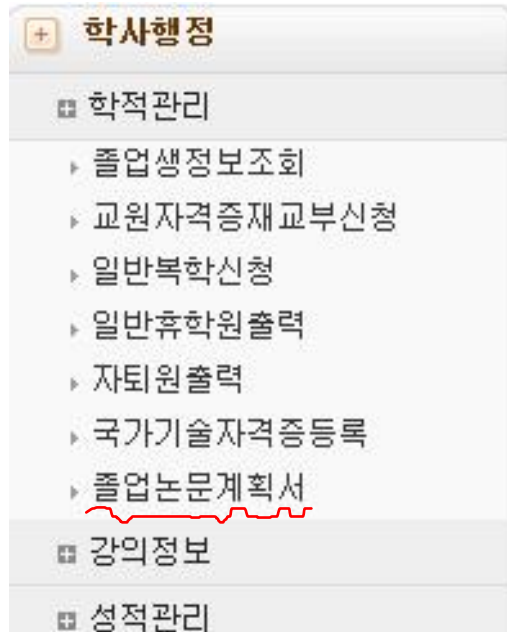 학사행정
학적관리
졸업생정보조회
교원자격증재교부신청
일반복학신청
일반휴학원출력
자퇴원출력
국가기술자격증등록
졸업논문계획서
강의정보
성적관리